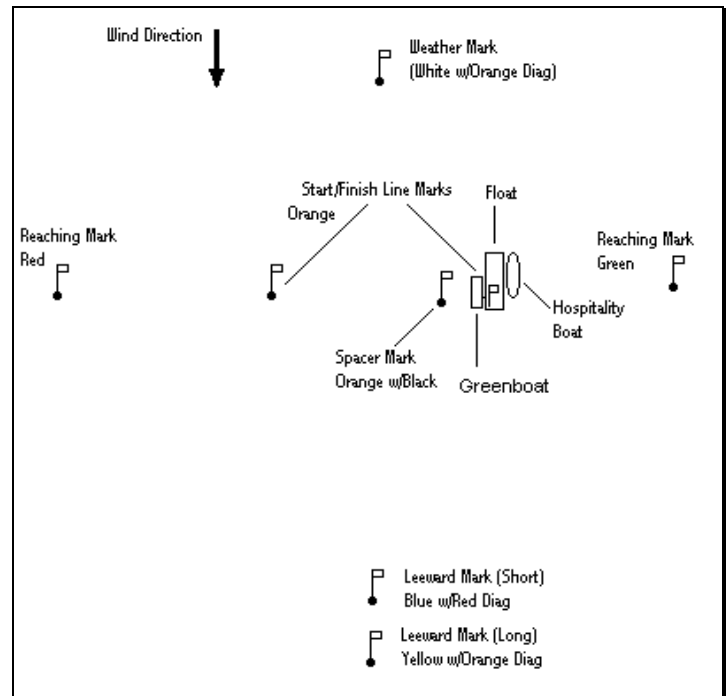 Wind Direction
Weather Mark
(White w/Orange Diag)
Start/Finish Line Marks
Orange
Float
Reaching Mark
Red
Reaching Mark
Green
Hospitality
Boat
Spacer Mark
Orange w/Black
Greenboat
Leeward Mark (Short)
Blue w/Red Diag
Leeward Mark (Long)
Yellow w/Orange Diag